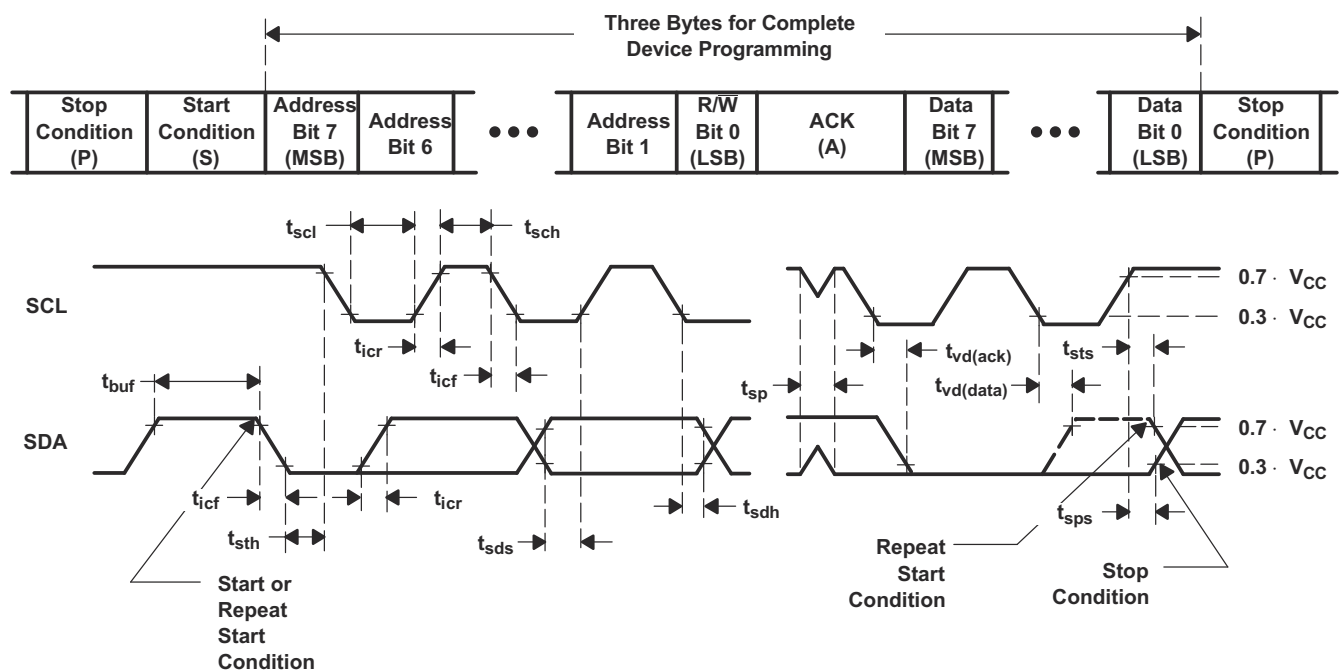 Three Bytes for Complete
Device Programming
Stop
Condition
(P)
Start
Condition
(S)
Address
Bit 7
(MSB)
Address
Bit 6
•••
Address
Bit 1
R/W̅
Bit 0
(LSB)
ACK
(A)
Data
Bit 7
(MSB)
•••
Data
Bit 0
(LSB)
Stop
Condition
(P)
tscl
tsch
SCL
0.7 · VCC
0.3 · VCC
ticr
ticf
tbuf
tsp
tvd(ack)
tvd(data)
tsts
SDA
0.7 · VCC
0.3 · VCC
ticf
ticr
tsth
tsds
tsdh
tsps
Start or
Repeat
Start
Condition
Repeat
Start
Condition
Stop
Condition